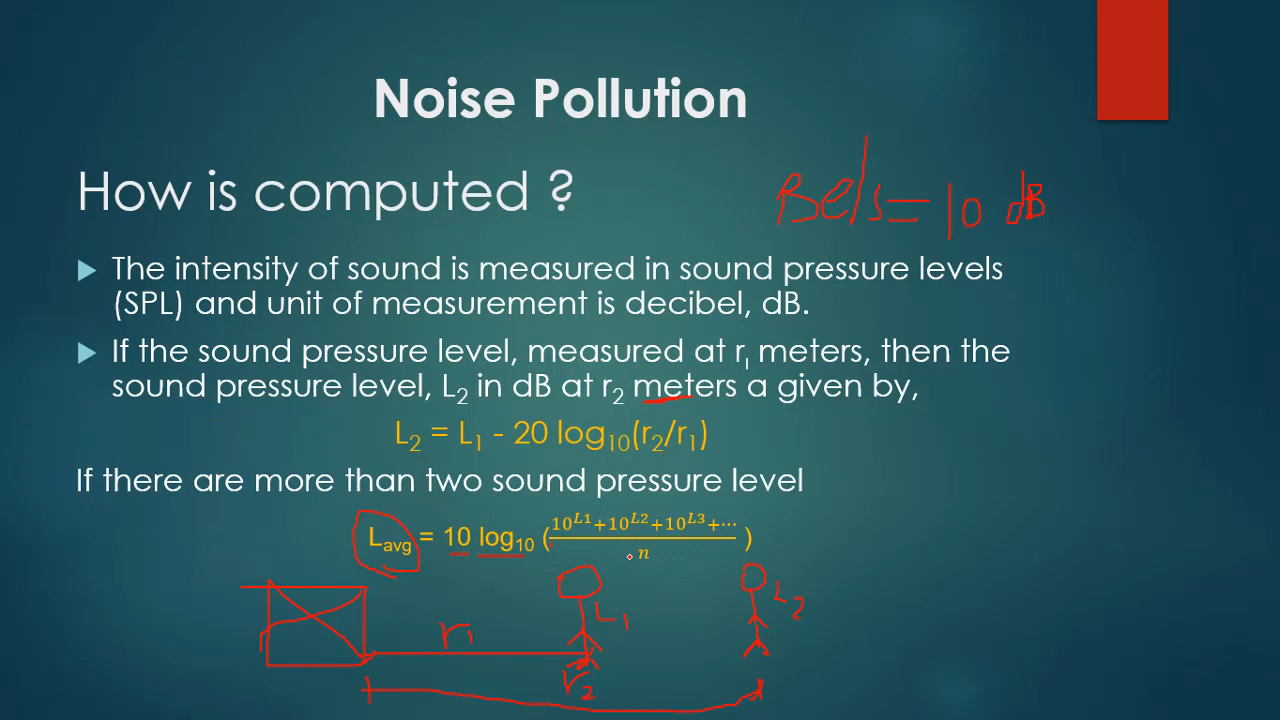 Noise Pollution
How is computed ?
Bels = 10 dB
▶ The intensity of sound is measured in sound pressure levels
(SPL) and unit of measurement is decibel, dB.
▶ If the sound pressure level, measured at r₁ meters, then the
sound pressure level, L₂ in dB at r₂ meters a given by,
L₂ = L₁ - 20 log₁₀(r₂/r₁)
If there are more than two sound pressure level
L_avg = 10 log₁₀ (\frac{10^{L1}+10^{L2}+10^{L3}+⋯}{n})
L₁
L₂
r₁
r₂